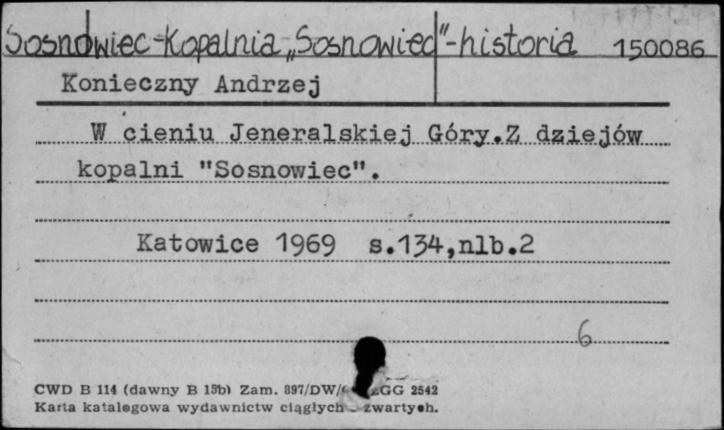 Sosnowiec-Kopalnia „Sosnowiec"-historia 150086
Konieczny Andrzej
W cieniu Jeneralskiej Góry.Z dziejów
kopalni "Sosnowiec".
Katowice 1969 s.134,nlb.2
6
CWD B 114 (dawny B 15b) Zam. 897/DW/ ZGG 2542
Karta katalogowa wydawnictw ciągłych - zwartych.